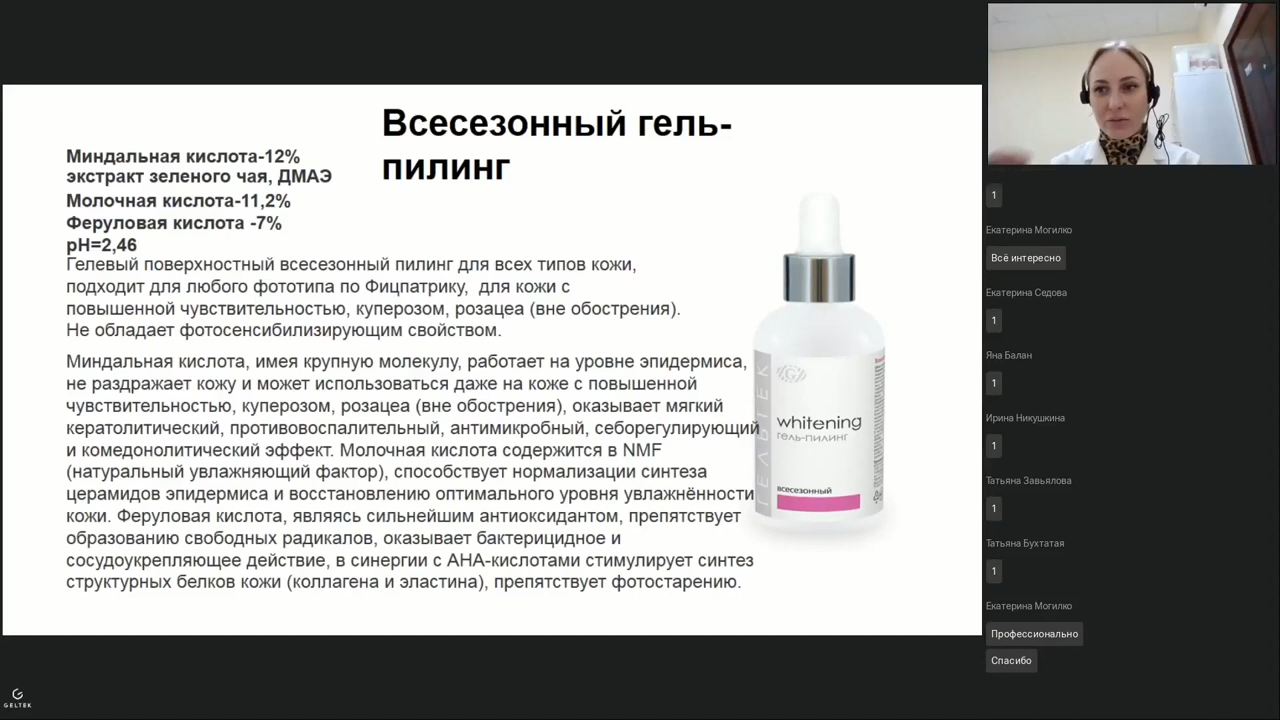 Всесезонный гель-
пилинг
Миндальная кислота-12%
экстракт зеленого чая, ДМАЭ
Молочная кислота-11,2%
Феруловая кислота -7%
pH=2,46
Гелевый поверхностный всесезонный пилинг для всех типов кожи,
подходит для любого фототипа по Фицпатрику, для кожи с
повышенной чувствительностью, куперозом, розацеа (вне обострения).
Не обладает фотосенсибилизирующим свойством.
Миндальная кислота, имея крупную молекулу, работает на уровне эпидермиса,
не раздражает кожу и может использоваться даже на коже с повышенной
чувствительностью, куперозом, розацеа (вне обострения), оказывает мягкий
кератолитический, противовоспалительный, антимикробный, себорегулирующий
и комедонолитический эффект. Молочная кислота содержится в NMF
(натуральный увлажняющий фактор), способствует нормализации синтеза
церамидов эпидермиса и восстановлению оптимального уровня увлажнённости
кожи. Феруловая кислота, являясь сильнейшим антиоксидантом, препятствует
образованию свободных радикалов, оказывает бактерицидное и
сосудоукрепляющее действие, в синергии с АНА-кислотами стимулирует синтез
структурных белков кожи (коллагена и эластина), препятствует фотостарению.
ГЕЛЬТЕК
whitening
гель-пилинг
всесезонный
1
Екатерина Могилко
Всё интересно
Екатерина Седова
1
Яна Балан
1
Ирина Никушкина
1
Татьяна Завьялова
1
Татьяна Бухтатая
1
Екатерина Могилко
Профессионально
Спасибо
GELTEK